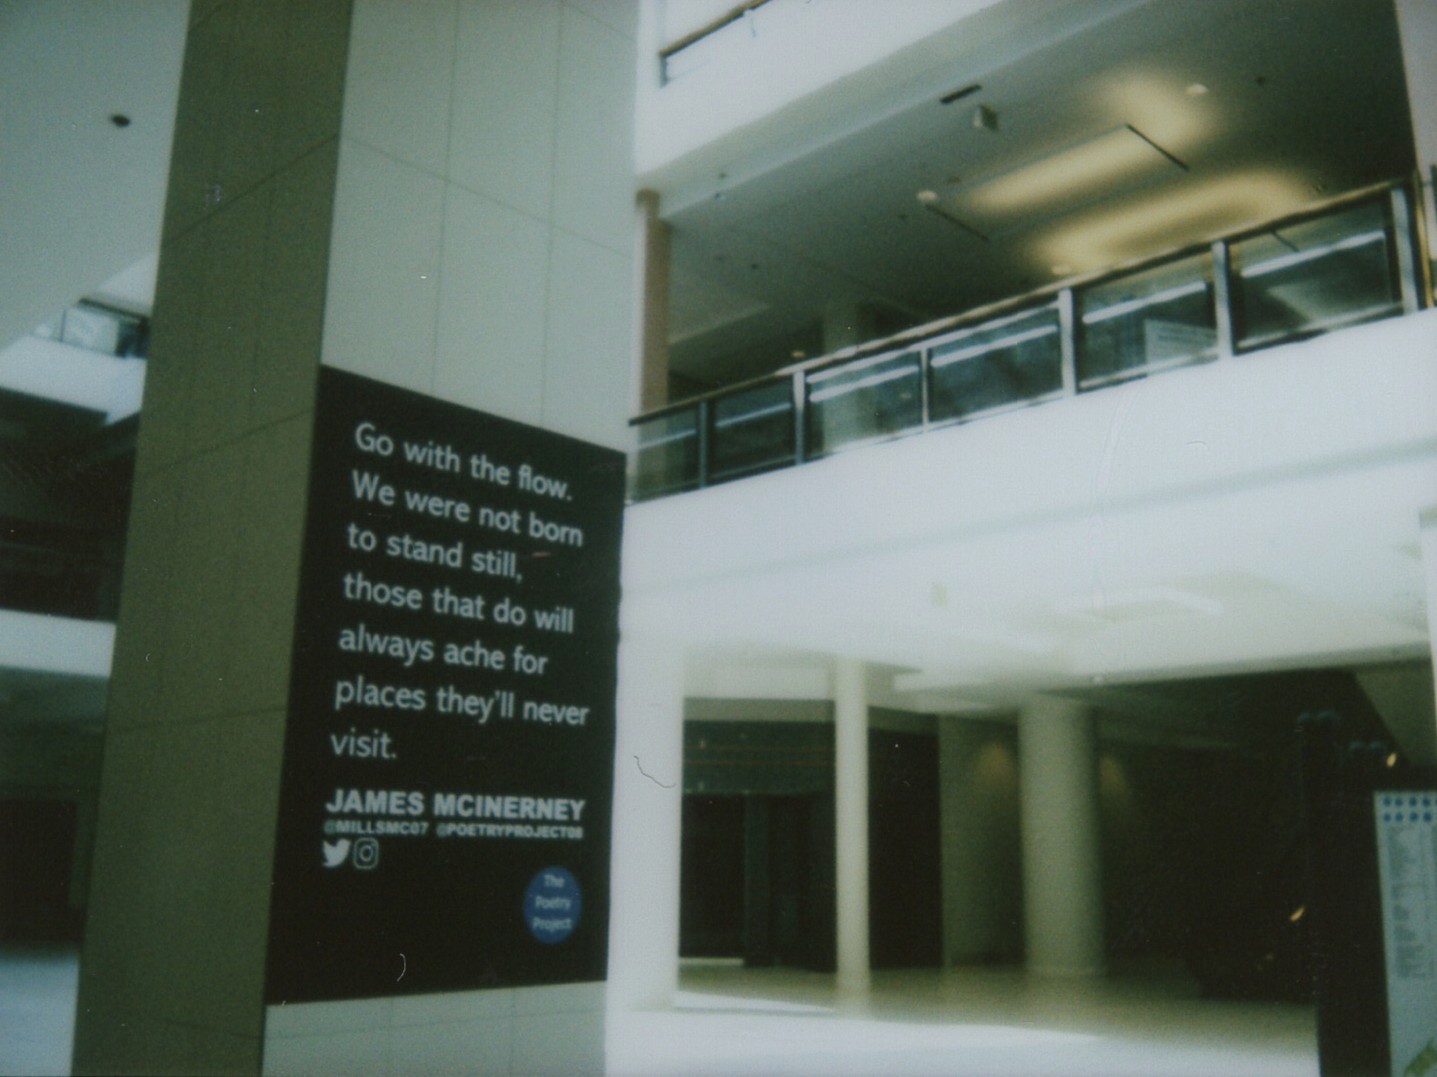 Go with the flow.
We were not born
to stand still,
those that do will
always ache for
places they'll never
visit.
JAMES MCINERNEY
@MILLSMC07 @POETRYPROJECT08
The
Poetry
Project